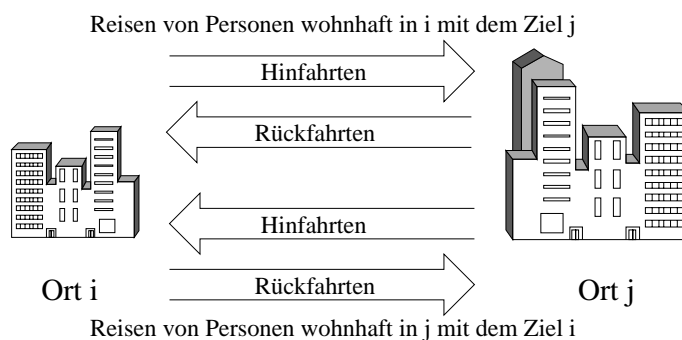 Reisen von Personen wohnhaft in i mit dem Ziel j
Hinfahrten
Rückfahrten
Hinfahrten
Rückfahrten
Ort i
Ort j
Reisen von Personen wohnhaft in j mit dem Ziel i